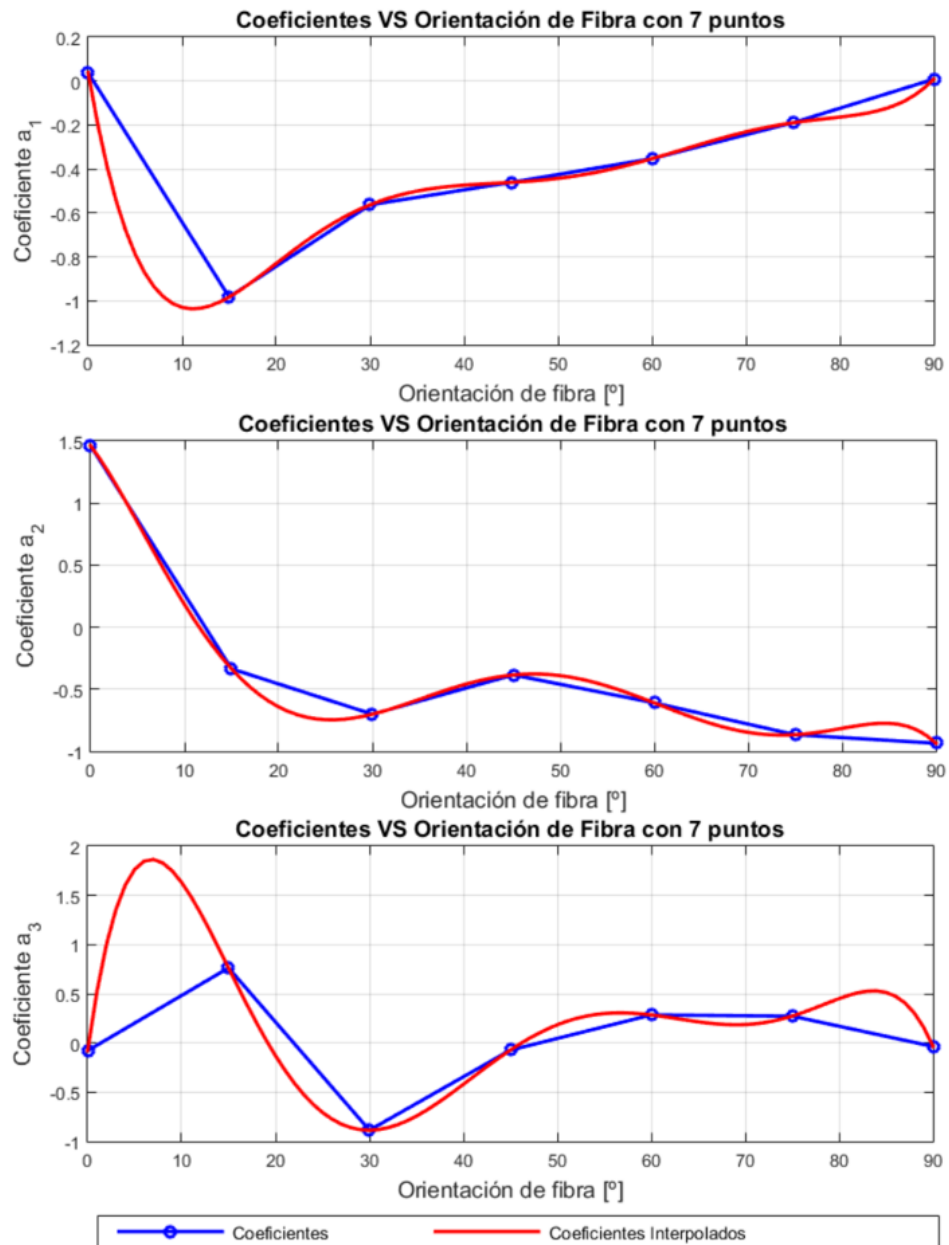 Coeficientes VS Orientación de Fibra con 7 puntos
Coeficiente a1
0.2
0
-0.2
-0.4
-0.6
-0.8
-1
-1.2
0 10 20 30 40 50 60 70 80 90
Orientación de fibra [º]
Coeficientes VS Orientación de Fibra con 7 puntos
Coeficiente a2
1.5
1
0.5
0
-0.5
-1
0 10 20 30 40 50 60 70 80 90
Orientación de fibra [º]
Coeficientes VS Orientación de Fibra con 7 puntos
Coeficiente a3
2
1.5
1
0.5
0
-0.5
-1
0 10 20 30 40 50 60 70 80 90
Orientación de fibra [º]
Coeficientes Coeficientes Interpolados